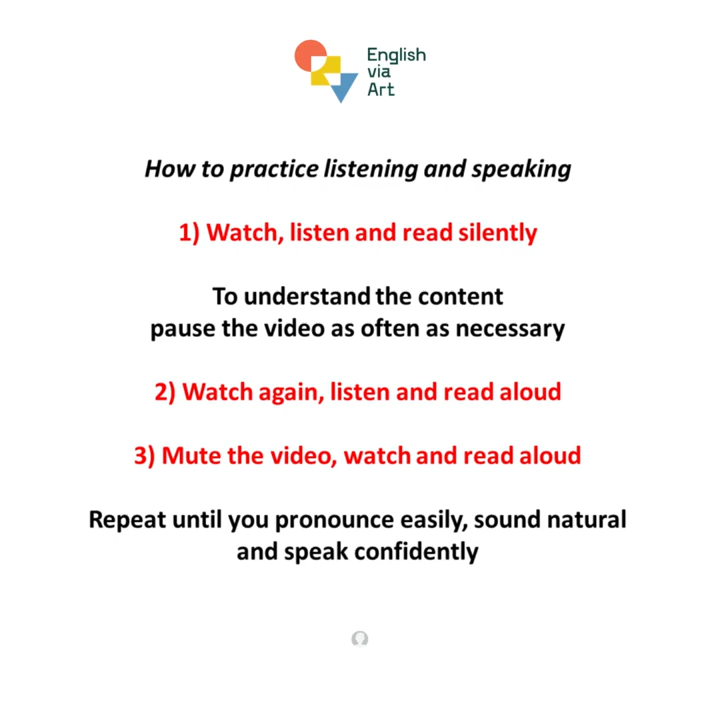 English
via
Art
How to practice listening and speaking
1) Watch, listen and read silently
To understand the content
pause the video as often as necessary
2) Watch again, listen and read aloud
3) Mute the video, watch and read aloud
Repeat until you pronounce easily, sound natural
and speak confidently